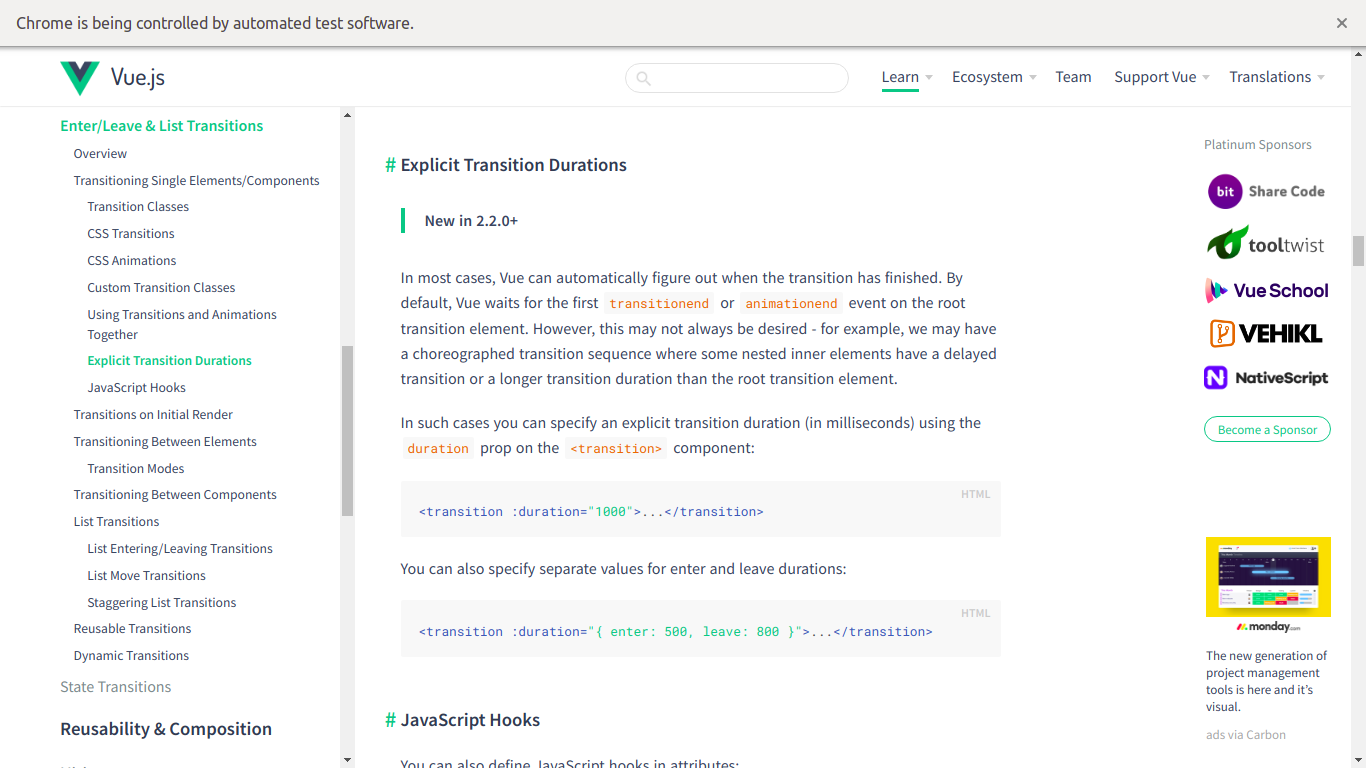 Chrome is being controlled by automated test software.
Vue.js
Learn
Ecosystem
Team
Support Vue
Translations
Enter/Leave & List Transitions
Overview
Transitioning Single Elements/Components
Transition Classes
CSS Transitions
CSS Animations
Custom Transition Classes
Using Transitions and Animations
Together
Explicit Transition Durations
JavaScript Hooks
Transitions on Initial Render
Transitioning Between Elements
Transition Modes
Transitioning Between Components
List Transitions
List Entering/Leaving Transitions
List Move Transitions
Staggering List Transitions
Reusable Transitions
Dynamic Transitions
State Transitions
Reusability & Composition
# Explicit Transition Durations
New in 2.2.0+
In most cases, Vue can automatically figure out when the transition has finished. By
default, Vue waits for the first transitionend or animationend event on the root
transition element. However, this may not always be desired - for example, we may have
a choreographed transition sequence where some nested inner elements have a delayed
transition or a longer transition duration than the root transition element.
In such cases you can specify an explicit transition duration (in milliseconds) using the
duration prop on the <transition> component:
HTML
<transition :duration="1000">...</transition>
You can also specify separate values for enter and leave durations:
HTML
<transition :duration="{ enter: 500, leave: 800 }">...</transition>
# JavaScript Hooks
You can also define JavaScript hooks in attributes:
Platinum Sponsors
bit Share Code
tooltwist
Vue School
VEHIKL
N NativeScript
Become a Sponsor
monday.com
The new generation of
project management
tools is here and it's
visual.
ads via Carbon